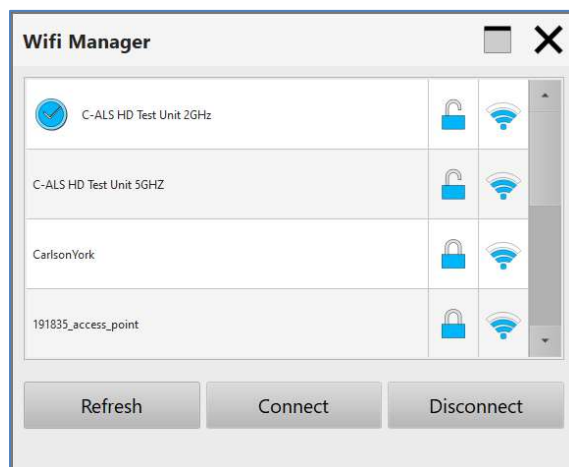 Wifi Manager
C-ALS HD Test Unit 2GHz
C-ALS HD Test Unit 5GHZ
CarlsonYork
191835_access_point
Refresh Connect Disconnect